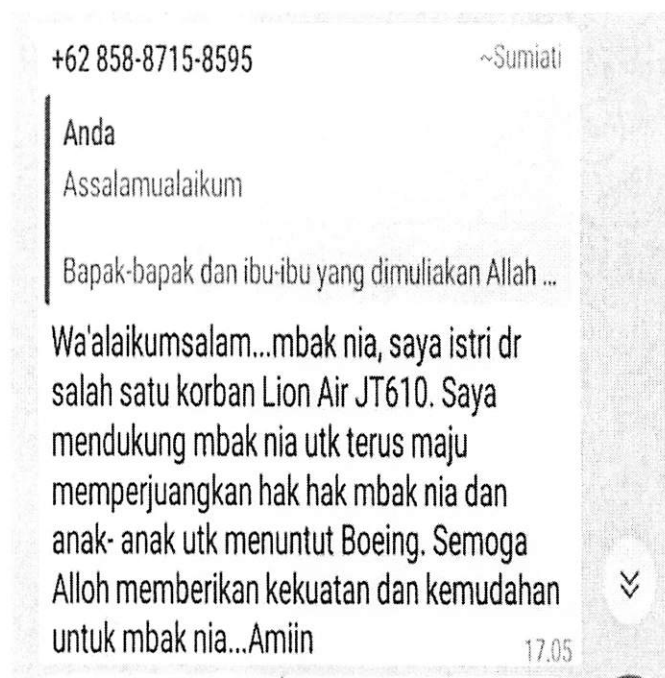 +62 858-8715-8595 ~Sumiati
Anda
Assalamualaikum
Bapak-bapak dan ibu-ibu yang dimuliakan Allah ...
Wa'alaikumsalam...mbak nia, saya istri dr
salah satu korban Lion Air JT610. Saya
mendukung mbak nia utk terus maju
memperjuangkan hak hak mbak nia dan
anak- anak utk menuntut Boeing. Semoga
Alloh memberikan kekuatan dan kemudahan
untuk mbak nia...Amiin
17.05